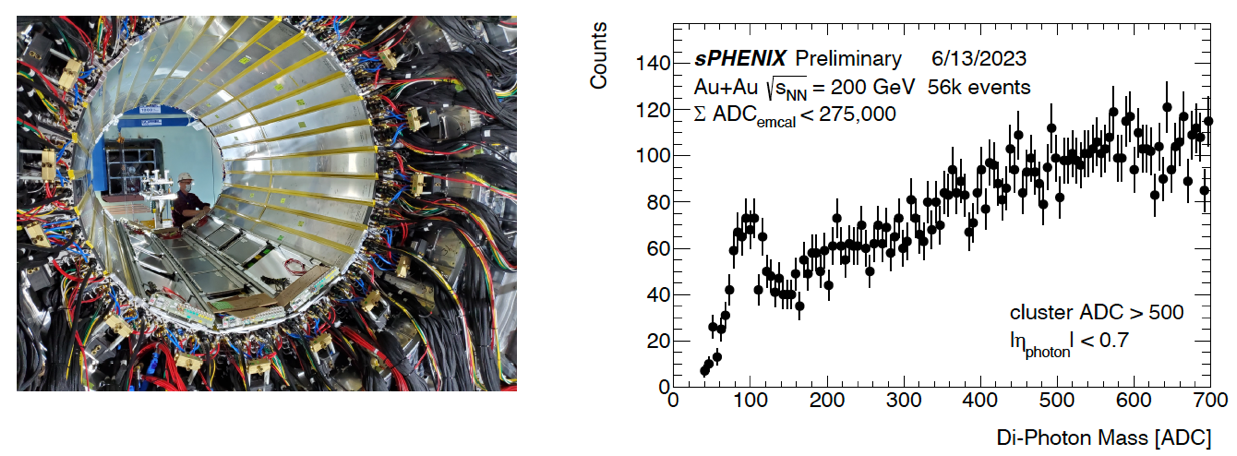 Counts
140
120
100
80
60
40
20
0
sPHENIX Preliminary 6/13/2023
Au+Au √sNN = 200 GeV 56k events
Σ ADCemcal < 275,000
cluster ADC > 500
|ηphoton| < 0.7
0 100 200 300 400 500 600 700
Di-Photon Mass [ADC]